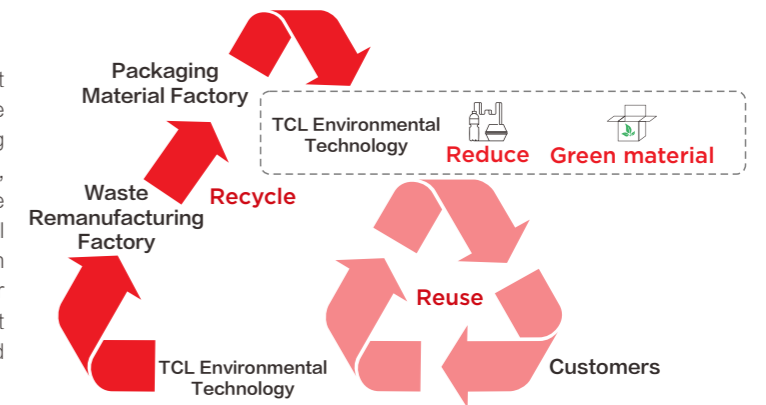 Packaging
Material Factory
TCL Environmental
Technology
Reduce
Green material
Waste
Remanufacturing
Factory
Recycle
Reuse
TCL Environmental
Technology
Customers